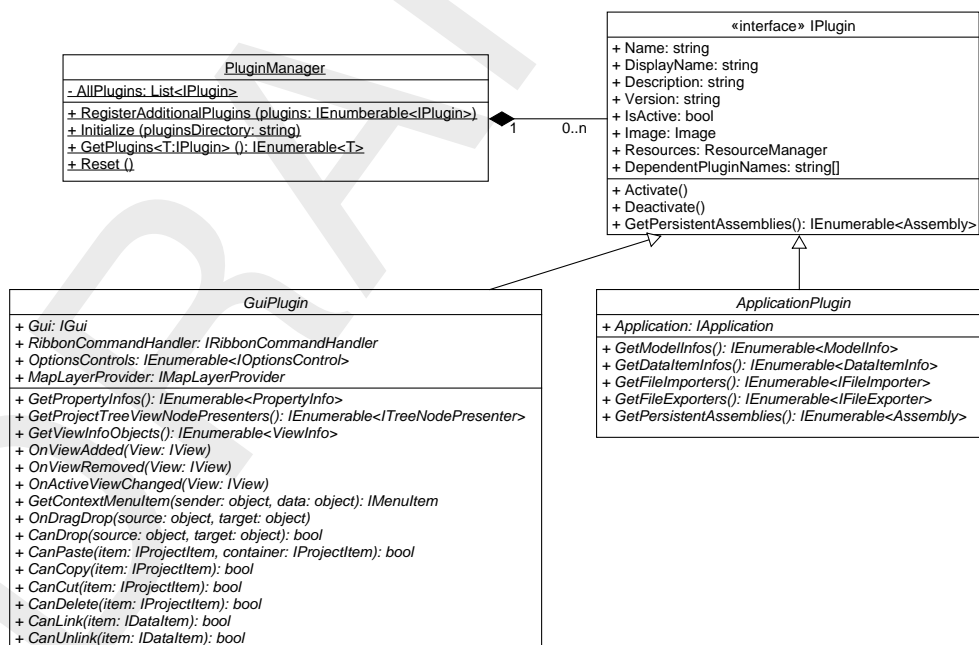 PluginManager
- AllPlugins: List<IPlugin>
+ RegisterAdditionalPlugins (plugins: IEnumberable<IPlugin>)
+ Initialize (pluginsDirectory: string)
+ GetPlugins<T:IPlugin> (): IEnumerable<T>
+ Reset ()
1
0..n
«interface» IPlugin
+ Name: string
+ DisplayName: string
+ Description: string
+ Version: string
+ IsActive: bool
+ Image: Image
+ Resources: ResourceManager
+ DependentPluginNames: string[]
+ Activate()
+ Deactivate()
+ GetPersistentAssemblies(): IEnumerable<Assembly>
GuiPlugin
+ Gui: IGui
+ RibbonCommandHandler: IRibbonCommandHandler
+ OptionsControls: IEnumerable<IOptionsControl>
+ MapLayerProvider: IMapLayerProvider
+ GetPropertyInfos(): IEnumerable<PropertyInfo>
+ GetProjectTreeViewNodePresenters(): IEnumerable<ITreeNodePresenter>
+ GetViewInfoObjects(): IEnumerable<ViewInfo>
+ OnViewAdded(View: IView)
+ OnViewRemoved(View: IView)
+ OnActiveViewChanged(View: IView)
+ GetContextMenuItem(sender: object, data: object): IMenuItem
+ OnDragDrop(source: object, target: object)
+ CanDrop(source: object, target: object): bool
+ CanPaste(item: IProjectItem, container: IProjectItem): bool
+ CanCopy(item: IProjectItem): bool
+ CanCut(item: IProjectItem): bool
+ CanDelete(item: IProjectItem): bool
+ CanLink(item: IDataItem): bool
+ CanUnlink(item: IDataItem): bool
ApplicationPlugin
+ Application: IApplication
+ GetModelInfos(): IEnumerable<ModelInfo>
+ GetDataItemInfos(): IEnumerable<DataItemInfo>
+ GetFileImporters(): IEnumerable<IFileImporter>
+ GetFileExporters(): IEnumerable<IFileExporter>
+ GetPersistentAssemblies(): IEnumerable<Assembly>